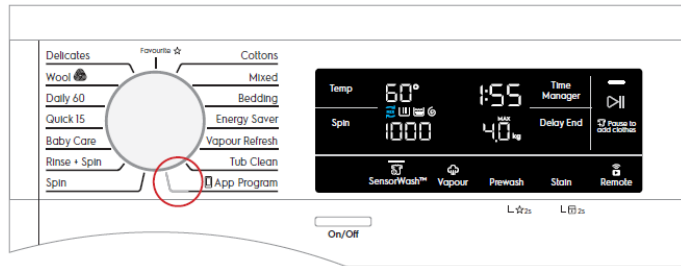 Favourite ☆
Delicates
Wool
Daily 60
Quick 15
Baby Care
Rinse + Spin
Spin
Cottons
Mixed
Bedding
Energy Saver
Vapour Refresh
Tub Clean
App Program
Temp
60°
1:55
Time
Manager
Spin
1000
MAX
4,0 kg
Delay End
Pause to
add clothes
SensorWash™
Vapour
Prewash
Stain
Remote
☆2s
2s
On/Off